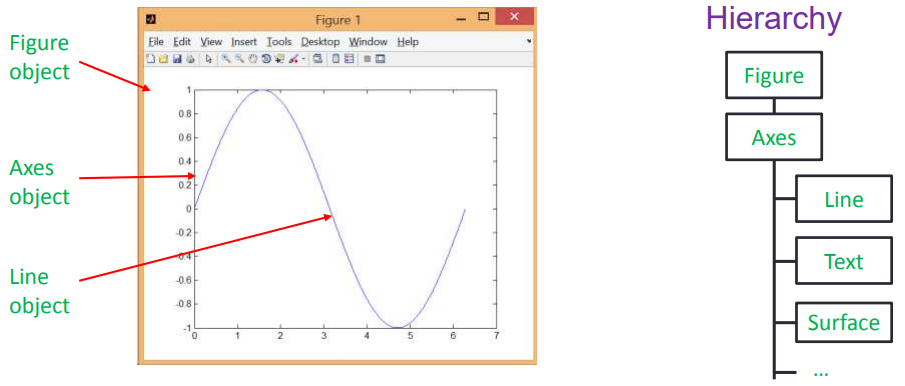 Figure 1
File Edit View Insert Tools Desktop Window Help
Figure
object
Axes
object
Line
object
1
0.8
0.6
0.4
0.2
0
-0.2
-0.4
-0.6
-0.8
-1
0 1 2 3 4 5 6 7
Hierarchy
Figure
Axes
Line
Text
Surface
...